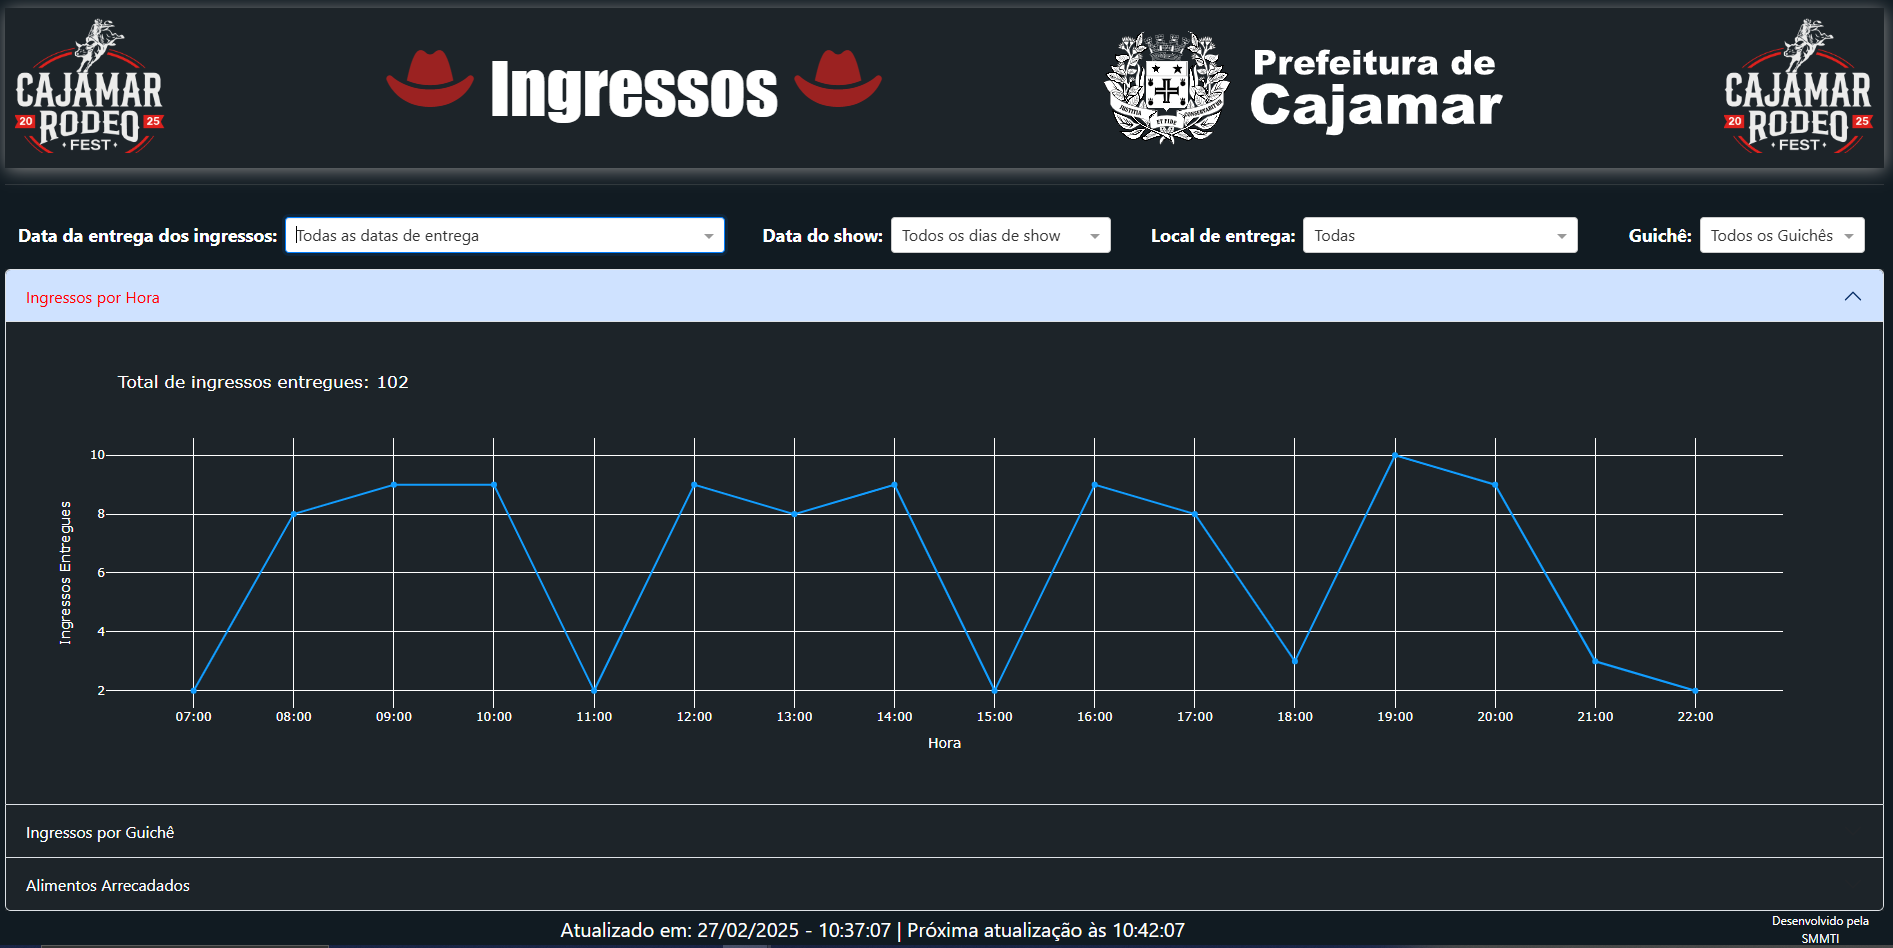 CAJAMAR
20 RODEO 25
FEST
Ingressos
JUSTITIA ET FIDE CONSERVABITUR
Prefeitura de
Cajamar
CAJAMAR
20 RODEO 25
FEST
Data da entrega dos ingressos: Todas as datas de entrega Data do show: Todos os dias de show Local de entrega: Todas Guichê: Todos os Guichês
Ingressos por Hora
Total de ingressos entregues: 102
Ingressos Entregues
10
8
6
4
2
07:00 08:00 09:00 10:00 11:00 12:00 13:00 14:00 15:00 16:00 17:00 18:00 19:00 20:00 21:00 22:00
Hora
Ingressos por Guichê
Alimentos Arrecadados
Atualizado em: 27/02/2025 - 10:37:07 | Próxima atualização às 10:42:07
Desenvolvido pela
SMMTI